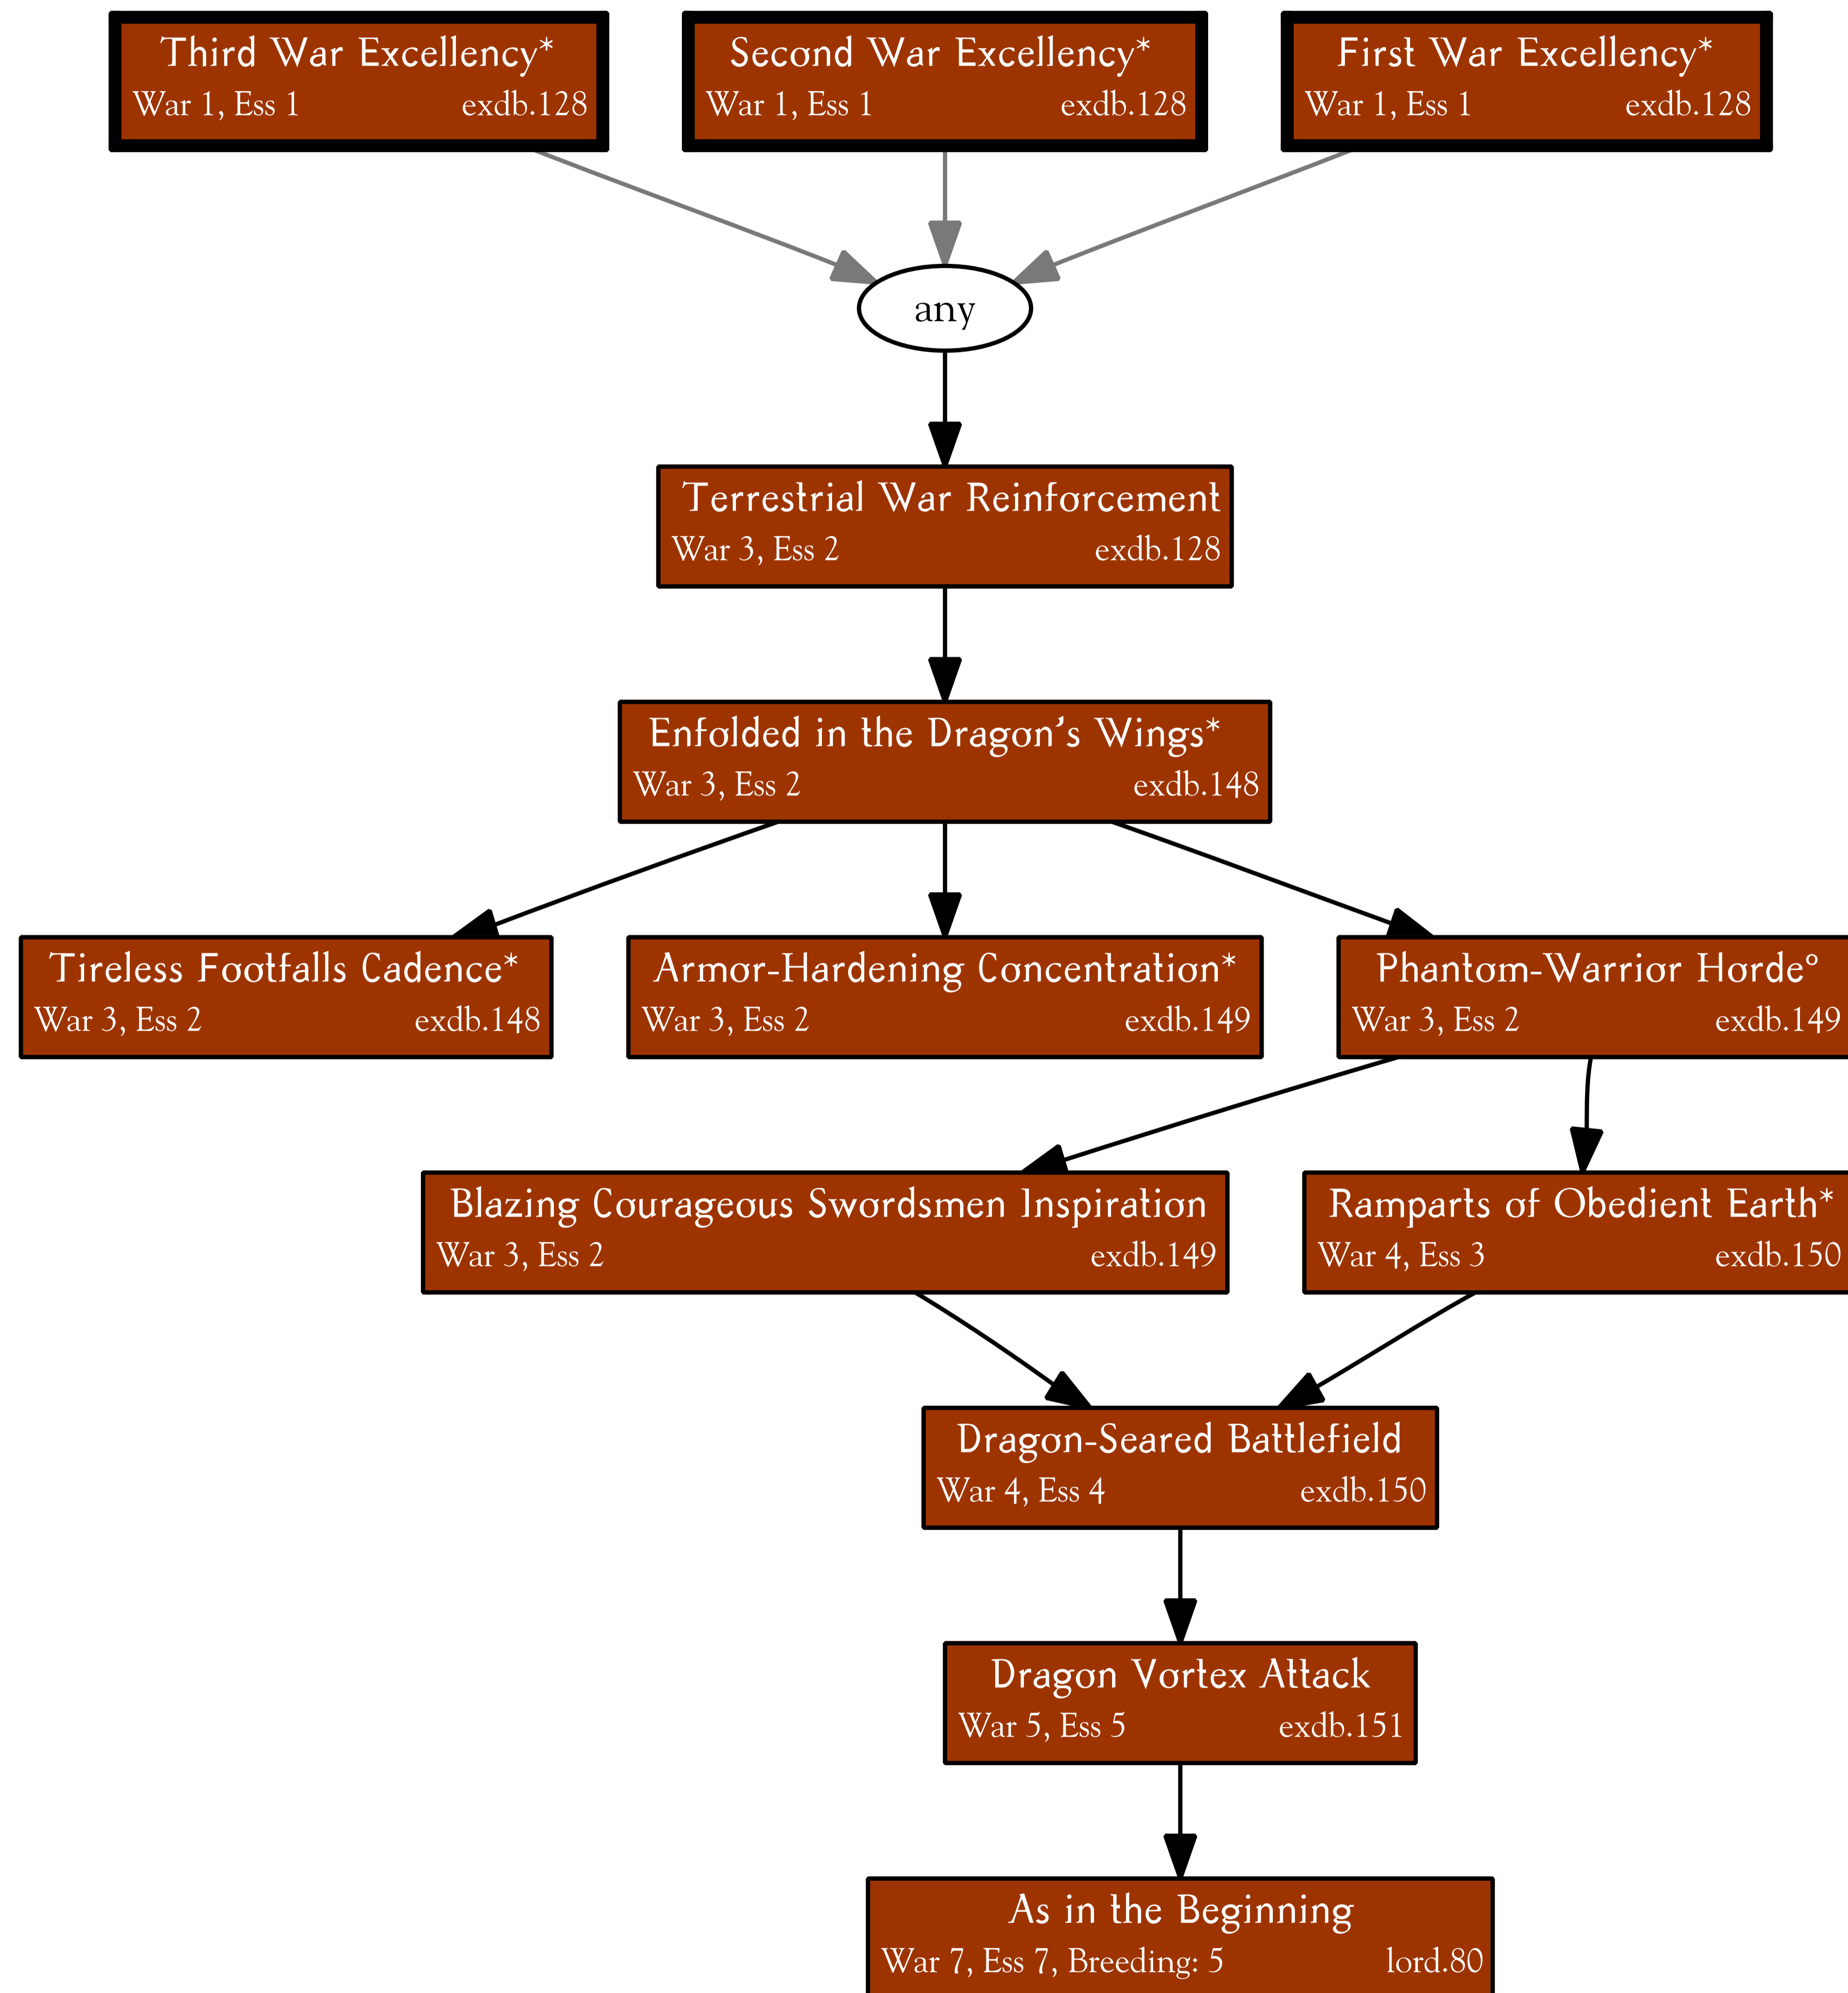 Third War Excellency*
War 1, Ess 1 exdb.128
Second War Excellency*
War 1, Ess 1 exdb.128
First War Excellency*
War 1, Ess 1 exdb.128
any
Terrestrial War Reinforcement
War 3, Ess 2 exdb.128
Enfolded in the Dragon's Wings*
War 3, Ess 2 exdb.148
Tireless Footfalls Cadence*
War 3, Ess 2 exdb.148
Armor-Hardening Concentration*
War 3, Ess 2 exdb.149
Phantom-Warrior Horde°
War 3, Ess 2 exdb.149
Blazing Courageous Swordsmen Inspiration
War 3, Ess 2 exdb.149
Ramparts of Obedient Earth*
War 4, Ess 3 exdb.150
Dragon-Seared Battlefield
War 4, Ess 4 exdb.150
Dragon Vortex Attack
War 5, Ess 5 exdb.151
As in the Beginning
War 7, Ess 7, Breeding: 5 lord.80